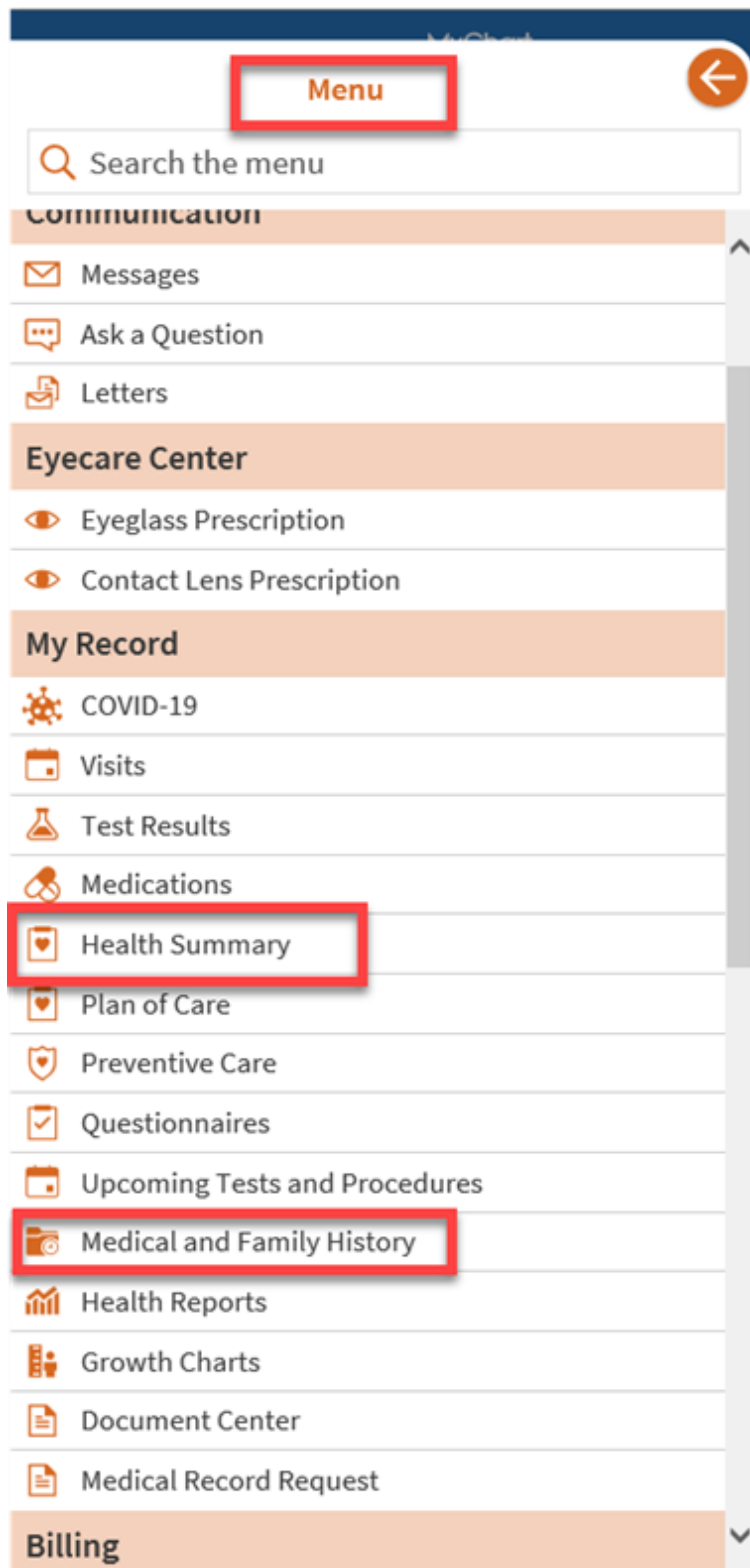 MyChart
Menu
Search the menu
Communication
Messages
Ask a Question
Letters
Eyecare Center
Eyeglass Prescription
Contact Lens Prescription
My Record
COVID-19
Visits
Test Results
Medications
Health Summary
Plan of Care
Preventive Care
Questionnaires
Upcoming Tests and Procedures
Medical and Family History
Health Reports
Growth Charts
Document Center
Medical Record Request
Billing